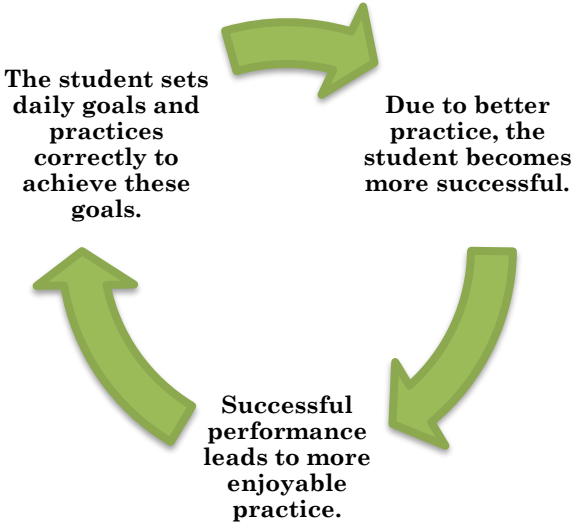 The student sets
daily goals and
practices
correctly to
achieve these
goals.
Due to better
practice, the
student becomes
more successful.
Successful
performance
leads to more
enjoyable
practice.